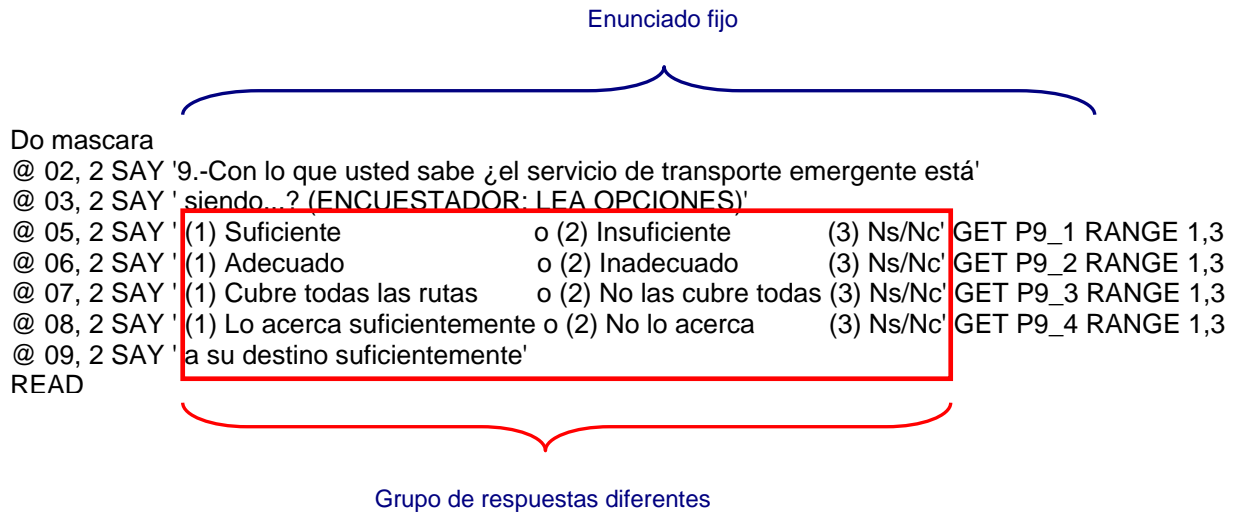 Enunciado fijo
Do mascara
@ 02, 2 SAY '9.-Con lo que usted sabe ¿el servicio de transporte emergente está'
@ 03, 2 SAY ' siendo...? (ENCUESTADOR: LEA OPCIONES)'
@ 05, 2 SAY ' (1) Suficiente o (2) Insuficiente (3) Ns/Nc' GET P9_1 RANGE 1,3
@ 06, 2 SAY ' (1) Adecuado o (2) Inadecuado (3) Ns/Nc' GET P9_2 RANGE 1,3
@ 07, 2 SAY ' (1) Cubre todas las rutas o (2) No las cubre todas (3) Ns/Nc' GET P9_3 RANGE 1,3
@ 08, 2 SAY ' (1) Lo acerca suficientemente o (2) No lo acerca (3) Ns/Nc' GET P9_4 RANGE 1,3
@ 09, 2 SAY ' a su destino suficientemente'
READ
Grupo de respuestas diferentes